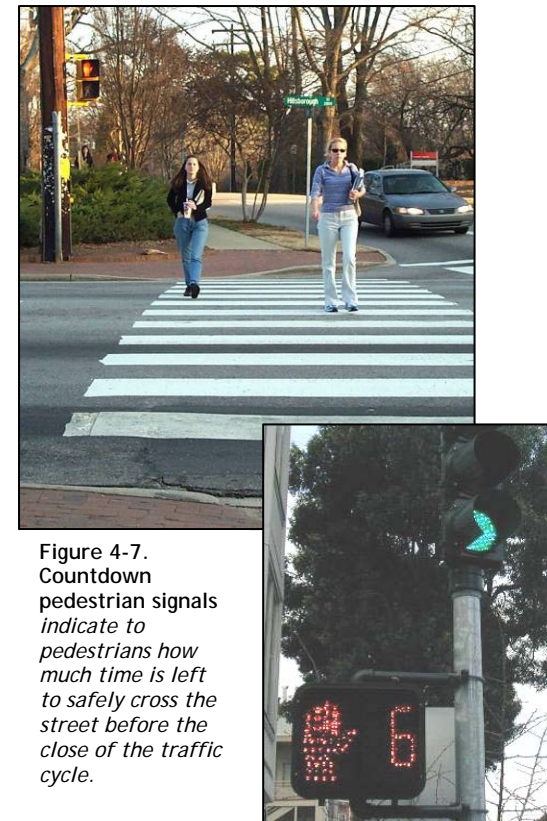 Hillsborough
Figure 4-7.
Countdown
pedestrian signals
indicate to
pedestrians how
much time is left
to safely cross the
street before the
close of the traffic
cycle.
6